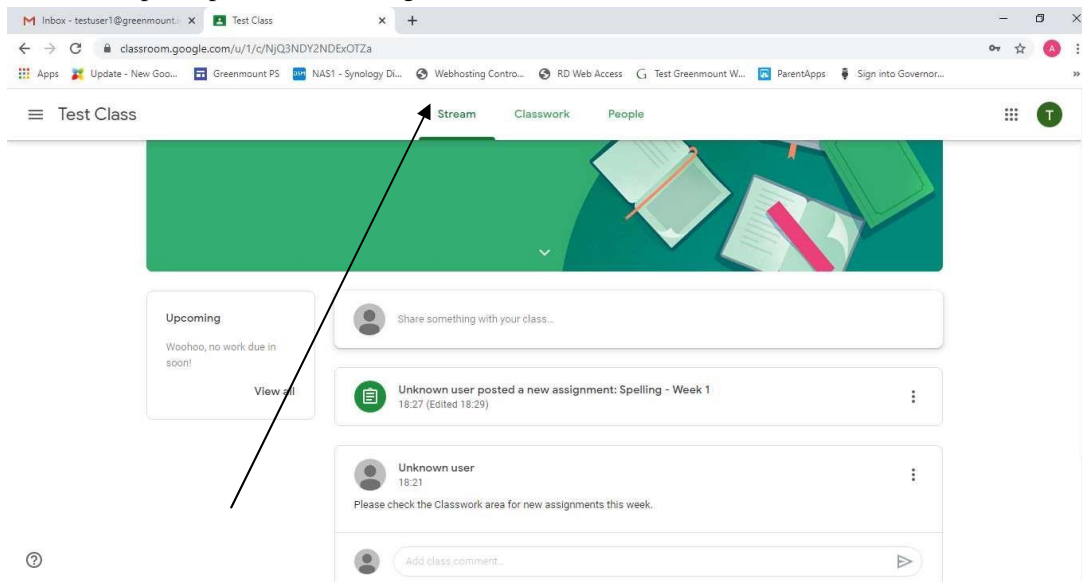 Inbox - testuser1@greenmount.i
Test Class
classroom.google.com/u/1/c/NjQ3NDY2NDExOTZa
A
Apps
Update - New Goo...
Greenmount PS
NAS1 - Synology Di...
Webhosting Contro...
RD Web Access
Test Greenmount W...
ParentApps
Sign into Governor...
Test Class
Stream
Classwork
People
T
Upcoming
Woohoo, no work due in
soon!
View all
Share something with your class...
Unknown user posted a new assignment: Spelling - Week 1
18:27 (Edited 18:29)
Unknown user
18:21
Please check the Classwork area for new assignments this week.
Add class comment...